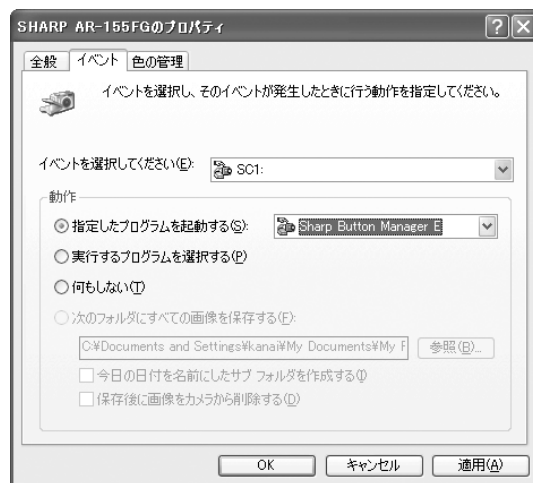 SHARP AR-155FGのプロパティ
全般 イベント 色の管理
イベントを選択し、そのイベントが発生したときに行う動作を指定してください。
イベントを選択してください(E): SC1:
動作
指定したプログラムを起動する(S): Sharp Button Manager E
実行するプログラムを選択する(P)
何もしない(T)
次のフォルダにすべての画像を保存する(F):
C:¥Documents and Settings¥kanai¥My Documents¥My F 参照(B)...
今日の日付を名前にしたサブ フォルダを作成する(I)
保存後に画像をカメラから削除する(D)
OK キャンセル 適用(A)